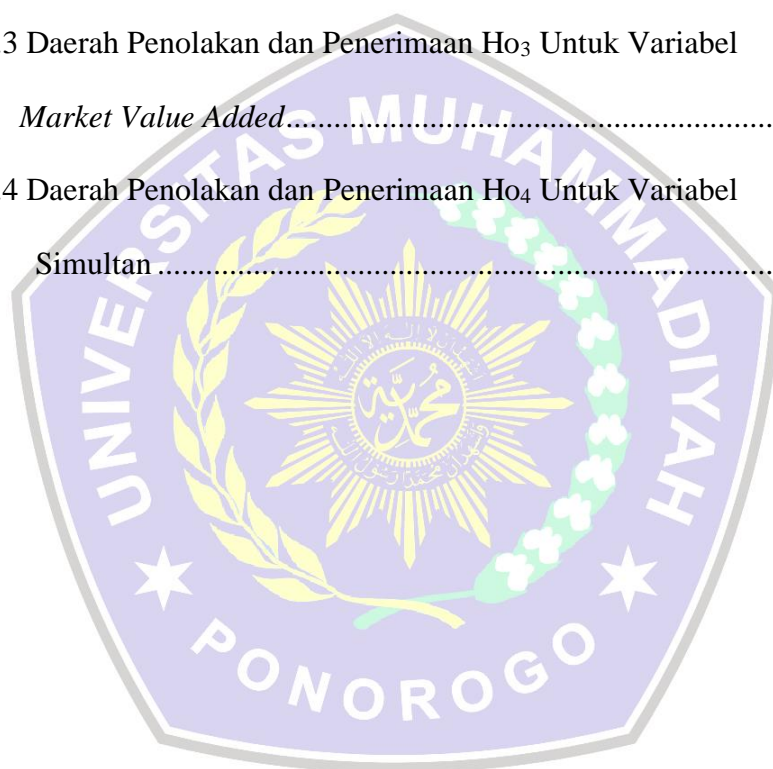 .3 Daerah Penolakan dan Penerimaan Ho₃ Untuk Variabel
Market Value Added.............................................................
.4 Daerah Penolakan dan Penerimaan Ho₄ Untuk Variabel
Simultan.............................................................................
UNIVERSITAS MUHAMMADIYAH
PONOROGO